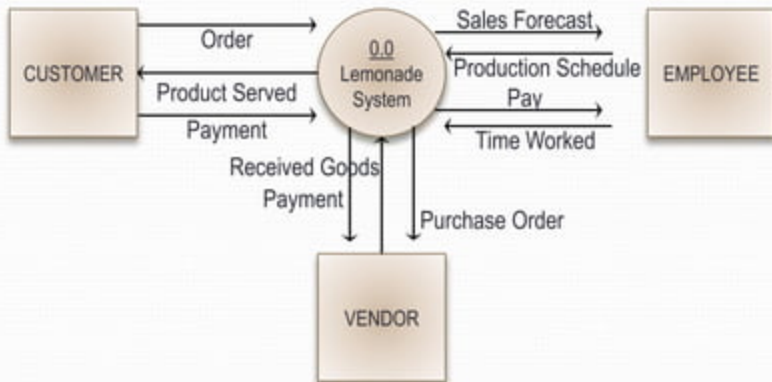 CUSTOMER
Order
Product Served
Payment
0.0
Lemonade
System
Sales Forecast
Production Schedule
Pay
Time Worked
EMPLOYEE
Received Goods
Payment
Purchase Order
VENDOR